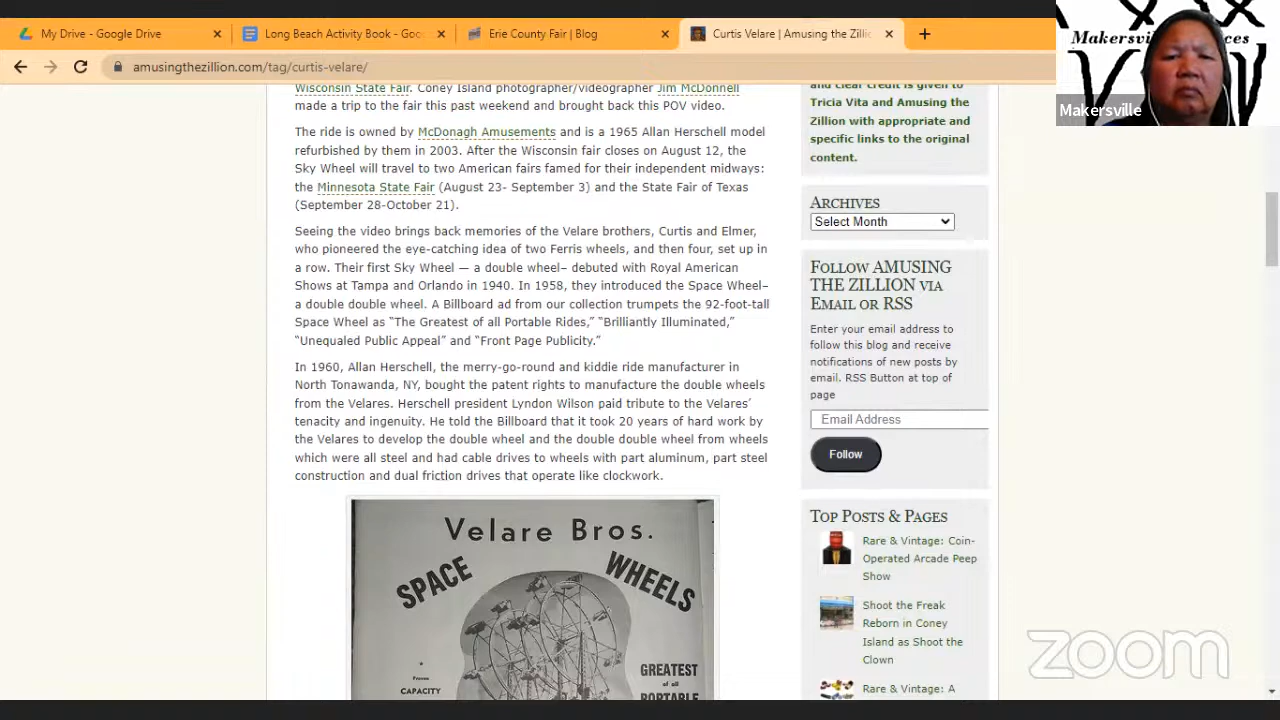 My Drive - Google Drive
Long Beach Activity Book - Goo
Erie County Fair | Blog
Curtis Velare | Amusing the Zillio
amusingthezillion.com/tag/curtis-velare/
Makersville
Wisconsin State Fair. Coney Island photographer/videographer Jim McDonnell
made a trip to the fair this past weekend and brought back this POV video.
The ride is owned by McDonagh Amusements and is a 1965 Allan Herschell model
refurbished by them in 2003. After the Wisconsin fair closes on August 12, the
Sky Wheel will travel to two American fairs famed for their independent midways:
the Minnesota State Fair (August 23- September 3) and the State Fair of Texas
(September 28-October 21).
Seeing the video brings back memories of the Velare brothers, Curtis and Elmer,
who pioneered the eye-catching idea of two Ferris wheels, and then four, set up in
a row. Their first Sky Wheel — a double wheel– debuted with Royal American
Shows at Tampa and Orlando in 1940. In 1958, they introduced the Space Wheel–
a double double wheel. A Billboard ad from our collection trumpets the 92-foot-tall
Space Wheel as “The Greatest of all Portable Rides,” “Brilliantly Illuminated,”
“Unequaled Public Appeal” and “Front Page Publicity.”
In 1960, Allan Herschell, the merry-go-round and kiddie ride manufacturer in
North Tonawanda, NY, bought the patent rights to manufacture the double wheels
from the Velares. Herschell president Lyndon Wilson paid tribute to the Velares’
tenacity and ingenuity. He told the Billboard that it took 20 years of hard work by
the Velares to develop the double wheel and the double double wheel from wheels
which were all steel and had cable drives to wheels with part aluminum, part steel
construction and dual friction drives that operate like clockwork.
Velare Bros.
SPACE WHEELS
CAPACITY
GREATEST
of all
PORTABLE
and clear credit is given to
Tricia Vita and Amusing the
Zillion with appropriate and
specific links to the original
content.
ARCHIVES
Select Month
FOLLOW AMUSING
THE ZILLION VIA
EMAIL OR RSS
Enter your email address to
follow this blog and receive
notifications of new posts by
email. RSS Button at top of
page
Email Address
Follow
TOP POSTS & PAGES
Rare & Vintage: Coin-
Operated Arcade Peep
Show
Shoot the Freak
Reborn in Coney
Island as Shoot the
Clown
Rare & Vintage: A
zoom